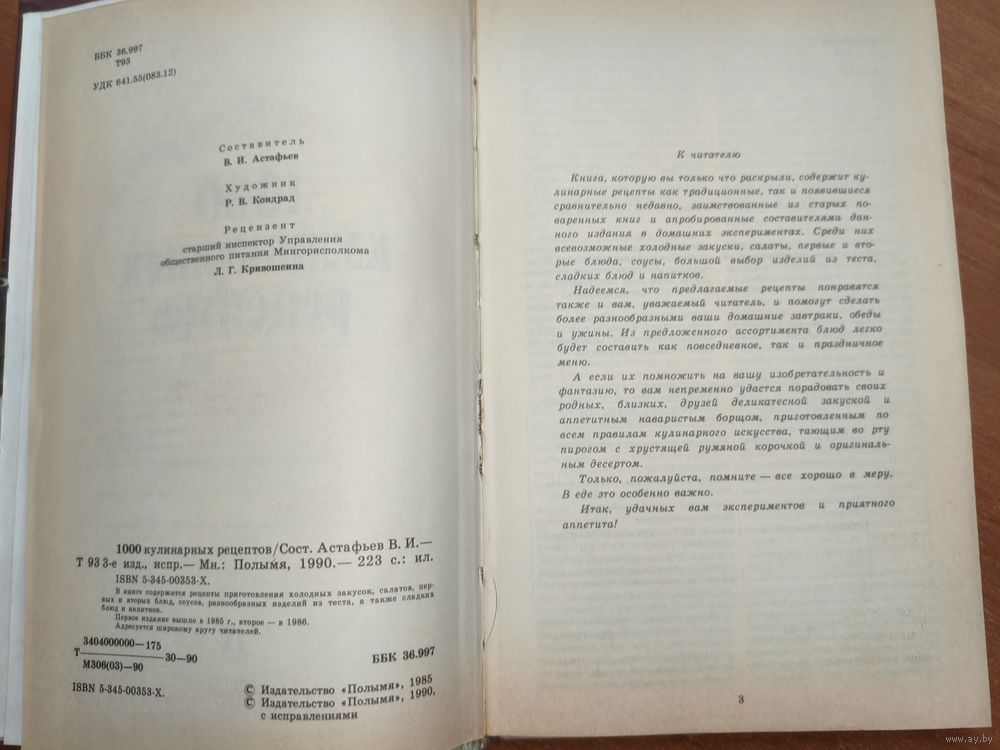 ББК 36.997
Т93
УДК 641.55(083.12)
Составитель
В. И. Астафьев
Художник
Р. В. Кондрад
Рецензент
старший инспектор Управления
общественного питания Мингорисполкома
Л. Г. Кривошеина
1000 кулинарных рецептов/Сост. Астафьев В. И.—
Т 93 3-е изд., испр.— Мн.: Полымя, 1990.— 223 с.: ил.
ISBN 5-345-00353-X.
В книге содержатся рецепты приготовления холодных закусок, салатов, пер-
вых и вторых блюд, соусов, разнообразных изделий из теста, а также сладких
блюд и напитков.
Первое издание вышло в 1985 г., второе — в 1986.
Адресуется широкому кругу читателей.
3404000000—175
Т————30—90
М306(03)—90
ББК 36.997
ISBN 5-345-00353-X.
© Издательство «Полымя», 1985
© Издательство «Полымя», 1990,
с исправлениями
К читателю
Книга, которую вы только что раскрыли, содержит ку-
линарные рецепты как традиционные, так и появившиеся
сравнительно недавно, заимствованные из старых по-
варенных книг и апробированные составителями дан-
ного издания в домашних экспериментах. Среди них
всевозможные холодные закуски, салаты, первые и вто-
рые блюда, соусы, большой выбор изделий из теста,
сладких блюд и напитков.
Надеемся, что предлагаемые рецепты понравятся
также и вам, уважаемый читатель, и помогут сделать
более разнообразными ваши домашние завтраки, обеды
и ужины. Из предложенного ассортимента блюд легко
будет составить как повседневное, так и праздничное
меню.
А если их помножить на вашу изобретательность и
фантазию, то вам непременно удастся порадовать своих
родных, близких, друзей деликатесной закуской и
аппетитным наваристым борщом, приготовленным по
всем правилам кулинарного искусства, тающим во рту
пирогом с хрустящей румяной корочкой и оригиналь-
ным десертом.
Только, пожалуйста, помните — все хорошо в меру.
В еде это особенно важно.
Итак, удачных вам экспериментов и приятного
аппетита!
3
www.ay.by